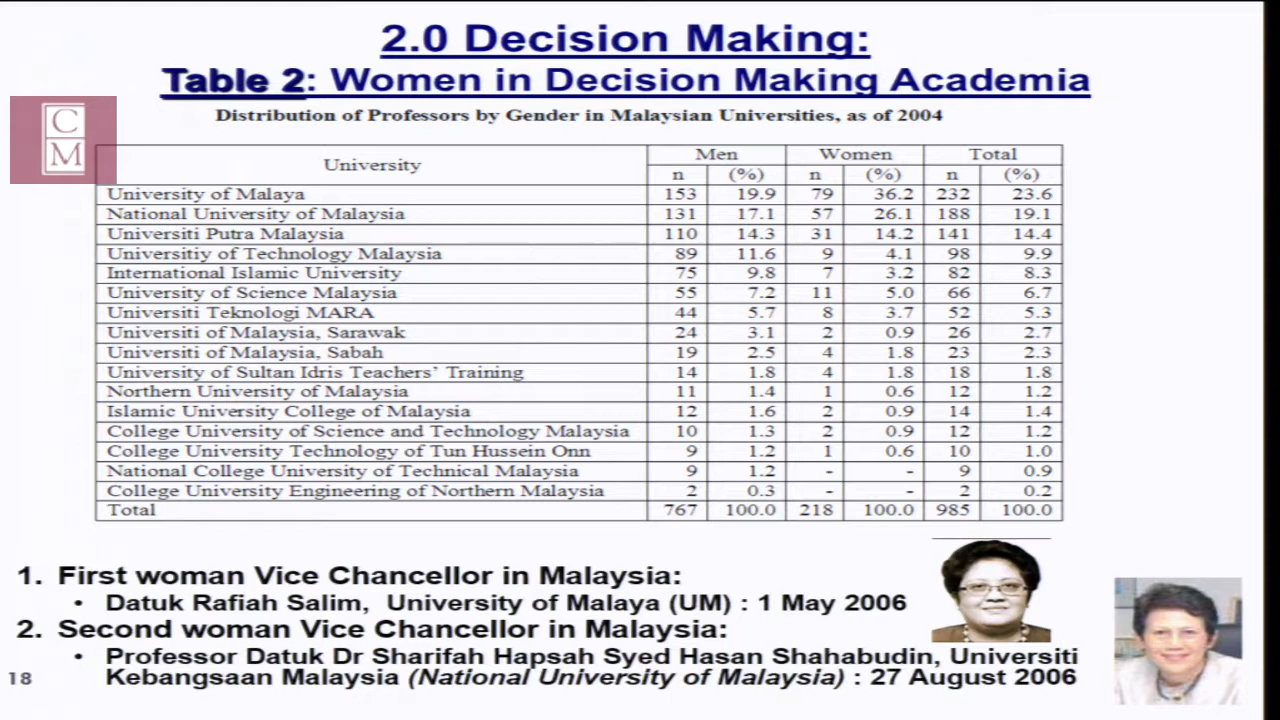 2.0 Decision Making:
Table 2: Women in Decision Making Academia
Distribution of Professors by Gender in Malaysian Universities, as of 2004
C
M
University Men Women Total
n (%) n (%) n (%)
University of Malaya 153 19.9 79 36.2 232 23.6
National University of Malaysia 131 17.1 57 26.1 188 19.1
Universiti Putra Malaysia 110 14.3 31 14.2 141 14.4
Universitiy of Technology Malaysia 89 11.6 9 4.1 98 9.9
International Islamic University 75 9.8 7 3.2 82 8.3
University of Science Malaysia 55 7.2 11 5.0 66 6.7
Universiti Teknologi MARA 44 5.7 8 3.7 52 5.3
Universiti of Malaysia, Sarawak 24 3.1 2 0.9 26 2.7
Universiti of Malaysia, Sabah 19 2.5 4 1.8 23 2.3
University of Sultan Idris Teachers' Training 14 1.8 4 1.8 18 1.8
Northern University of Malaysia 11 1.4 1 0.6 12 1.2
Islamic University College of Malaysia 12 1.6 2 0.9 14 1.4
College University of Science and Technology Malaysia 10 1.3 2 0.9 12 1.2
College University Technology of Tun Hussein Onn 9 1.2 1 0.6 10 1.0
National College University of Technical Malaysia 9 1.2 - - 9 0.9
College University Engineering of Northern Malaysia 2 0.3 - - 2 0.2
Total 767 100.0 218 100.0 985 100.0
1. First woman Vice Chancellor in Malaysia:
• Datuk Rafiah Salim, University of Malaya (UM) : 1 May 2006
2. Second woman Vice Chancellor in Malaysia:
• Professor Datuk Dr Sharifah Hapsah Syed Hasan Shahabudin, Universiti
Kebangsaan Malaysia (National University of Malaysia) : 27 August 2006
18